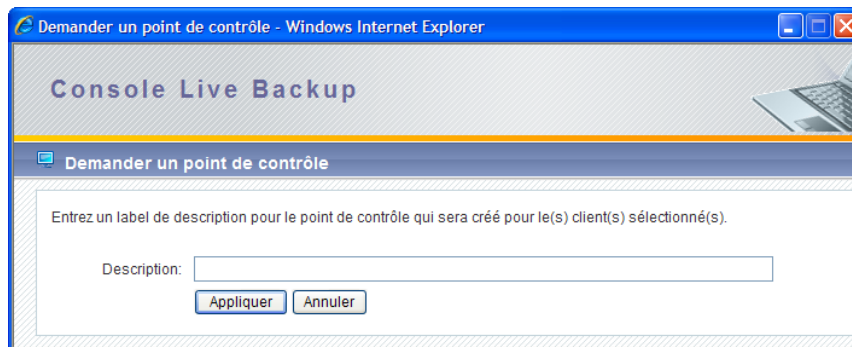 Demander un point de contrôle - Windows Internet Explorer
Console Live Backup
Demander un point de contrôle
Entrez un label de description pour le point de contrôle qui sera créé pour le(s) client(s) sélectionné(s).
Description:
Appliquer Annuler